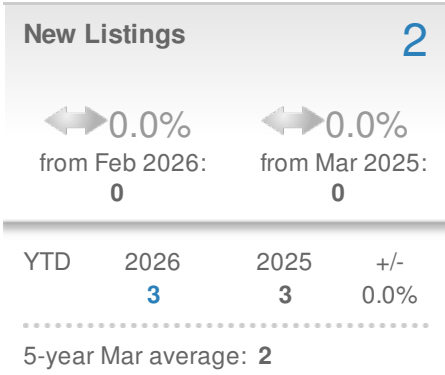 New Listings 2
0.0% 0.0%
from Feb 2026: from Mar 2025:
0 0
YTD 2026 2025 +/-
3 3 0.0%
5-year Mar average: 2